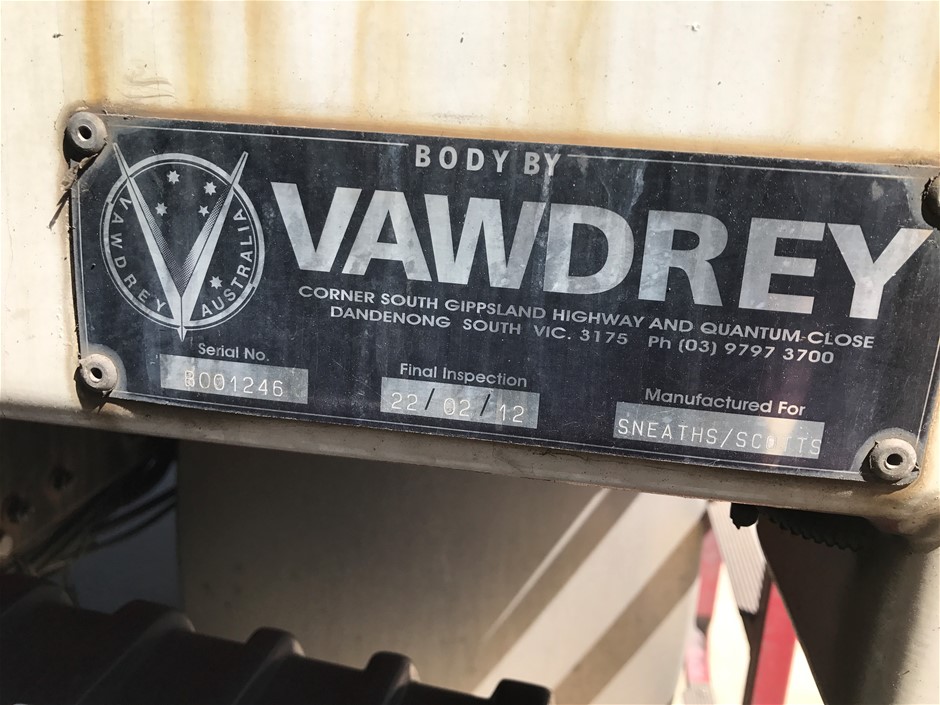 BODY BY
VAWDREY
VAWDREY AUSTRALIA
CORNER SOUTH GIPPSLAND HIGHWAY AND QUANTUM CLOSE
DANDENONG SOUTH VIC. 3175 Ph (03) 9797 3700
Serial No.
B001246
Final Inspection
22/02/12
Manufactured For
SNEATHS/SCOTTS